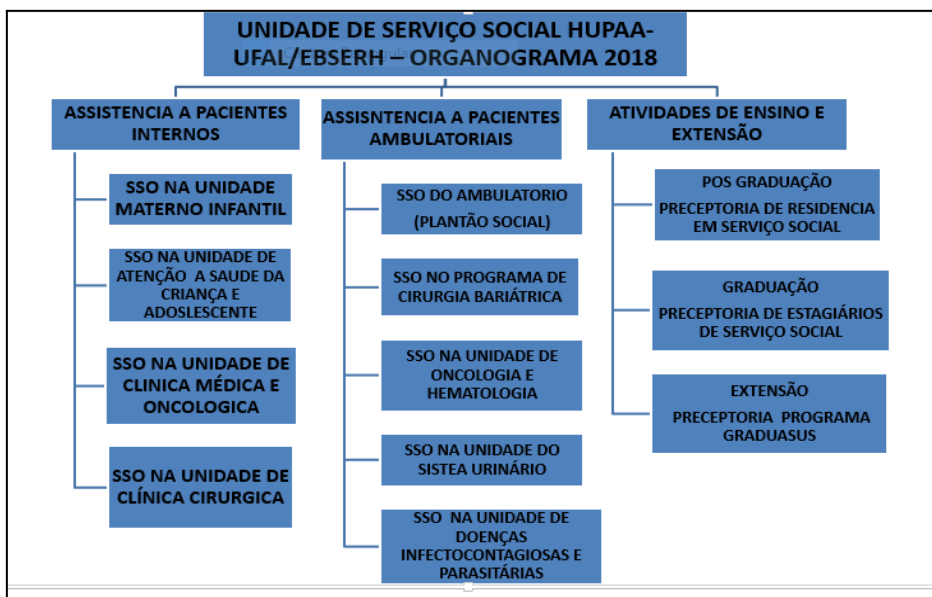 UNIDADE DE SERVIÇO SOCIAL HUPAA-
UFAL/EBSERH – ORGANOGRAMA 2018
ASSISTENCIA A PACIENTES
INTERNOS
SSO NA UNIDADE
MATERNO INFANTIL
SSO NA UNIDADE DE
ATENÇÃO A SAUDE DA
CRIANÇA E
ADOSLESCENTE
SSO NA UNIDADE DE
CLINICA MÉDICA E
ONCOLOGICA
SSO NA UNIDADE DE
CLÍNICA CIRURGICA
ASSISNTENCIA A PACIENTES
AMBULATORIAIS
SSO DO AMBULATORIO
(PLANTÃO SOCIAL)
SSO NO PROGRAMA DE
CIRURGIA BARIÁTRICA
SSO NA UNIDADE DE
ONCOLOGIA E
HEMATOLOGIA
SSO NA UNIDADE DO
SISTEA URINÁRIO
SSO NA UNIDADE DE
DOENÇAS
INFECTOCONTAGIOSAS E
PARASITÁRIAS
ATIVIDADES DE ENSINO E
EXTENSÃO
POS GRADUAÇÃO
PRECEPTORIA DE RESIDENCIA
EM SERVIÇO SOCIAL
GRADUAÇÃO
PRECEPTORIA DE ESTAGIÁRIOS
DE SERVIÇO SOCIAL
EXTENSÃO
PRECEPTORIA PROGRAMA
GRADUASUS